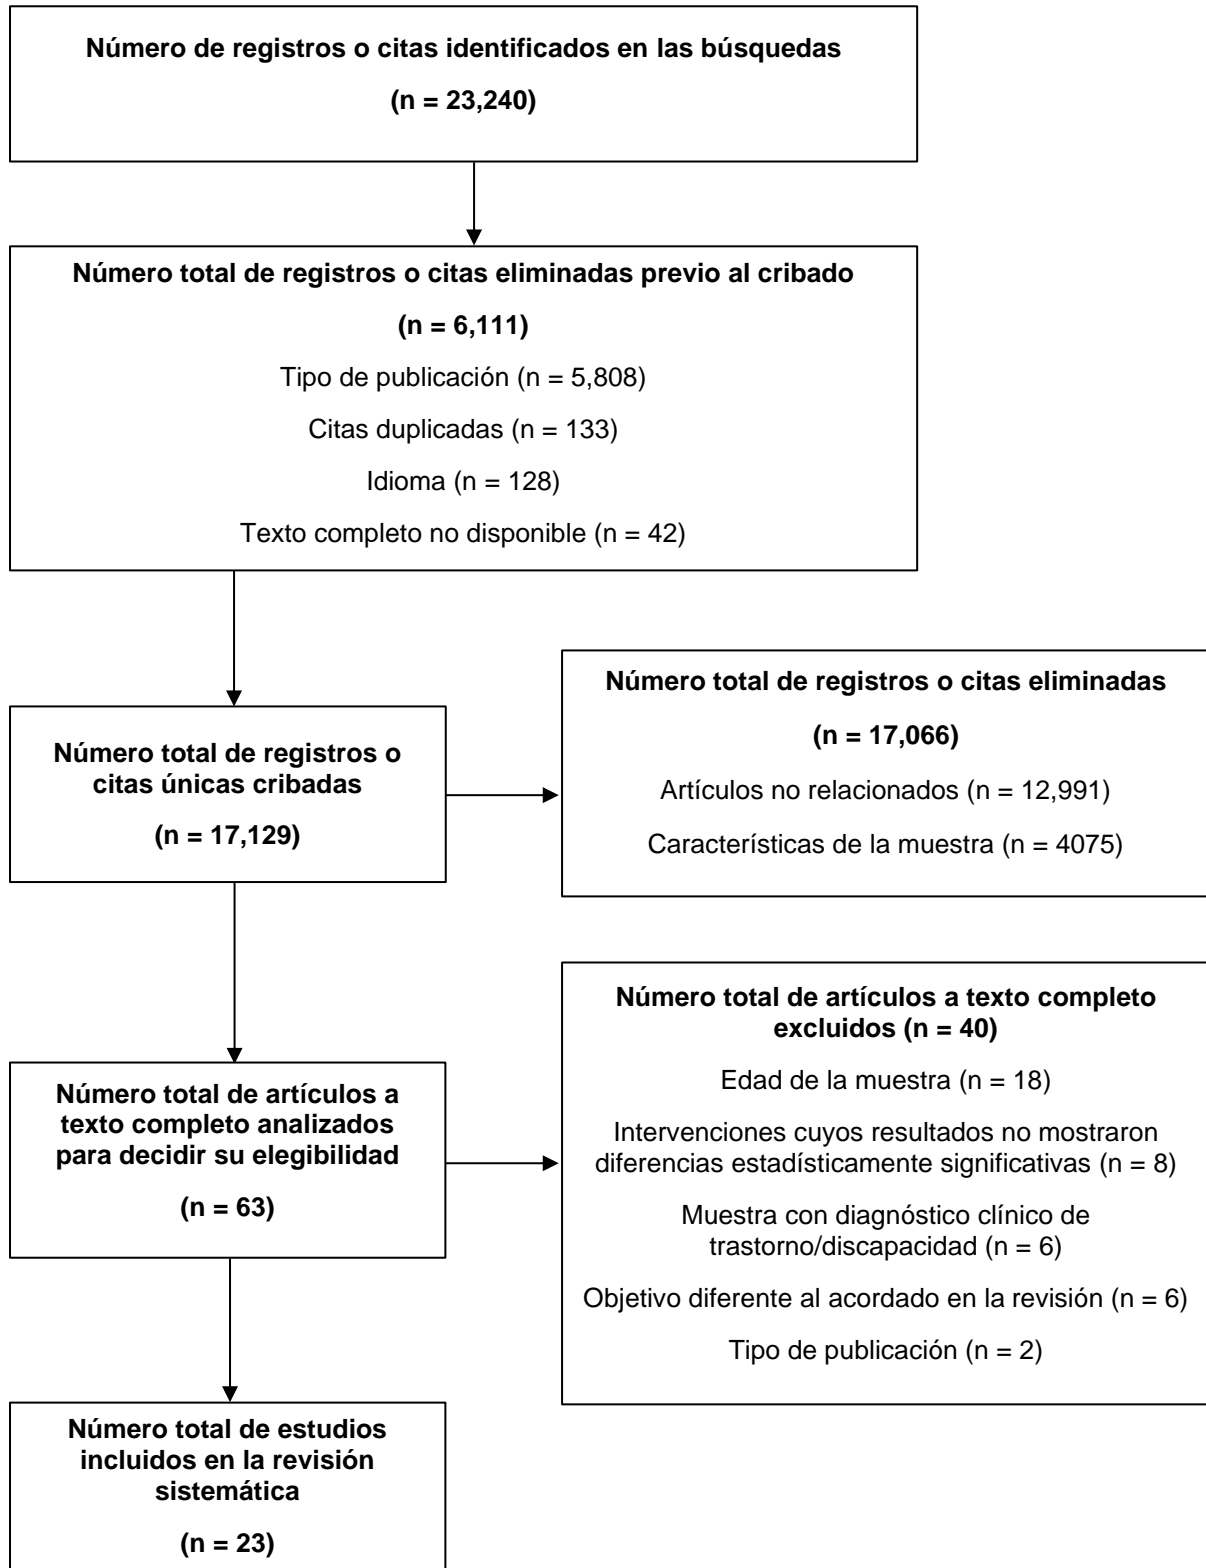 Número de registros o citas identificados en las búsquedas
(n = 23,240)
Número total de registros o citas eliminadas previo al cribado
(n = 6,111)
Tipo de publicación (n = 5,808)
Citas duplicadas (n = 133)
Idioma (n = 128)
Texto completo no disponible (n = 42)
Número total de registros o
citas únicas cribadas
(n = 17,129)
Número total de registros o citas eliminadas
(n = 17,066)
Artículos no relacionados (n = 12,991)
Características de la muestra (n = 4075)
Número total de artículos a
texto completo analizados
para decidir su elegibilidad
(n = 63)
Número total de artículos a texto completo
excluidos (n = 40)
Edad de la muestra (n = 18)
Intervenciones cuyos resultados no mostraron
diferencias estadísticamente significativas (n = 8)
Muestra con diagnóstico clínico de
trastorno/discapacidad (n = 6)
Objetivo diferente al acordado en la revisión (n = 6)
Tipo de publicación (n = 2)
Número total de estudios
incluidos en la revisión
sistemática
(n = 23)